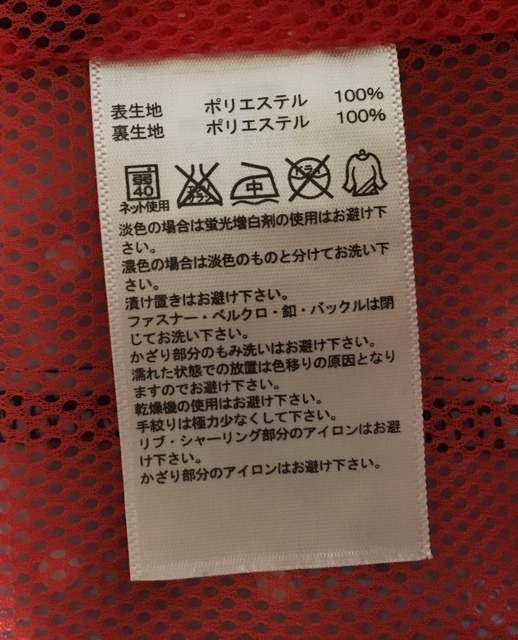 表生地 ポリエステル 100%
裏生地 ポリエステル 100%
弱
40
エンソサラシ
中
ドライ
ネット使用
淡色の場合は蛍光増白剤の使用はお避け下
さい。
濃色の場合は淡色のものと分けてお洗い下
さい。
漬け置きはお避け下さい。
ファスナー・ベルクロ・釦・バックルは閉
じてお洗い下さい。
かざり部分のもみ洗いはお避け下さい。
濡れた状態での放置は色移りの原因となり
ますのでお避け下さい。
乾燥機の使用はお避け下さい。
手絞りは極力少なくして下さい。
リブ・シャーリング部分のアイロンはお避
け下さい。
かざり部分のアイロンはお避け下さい。